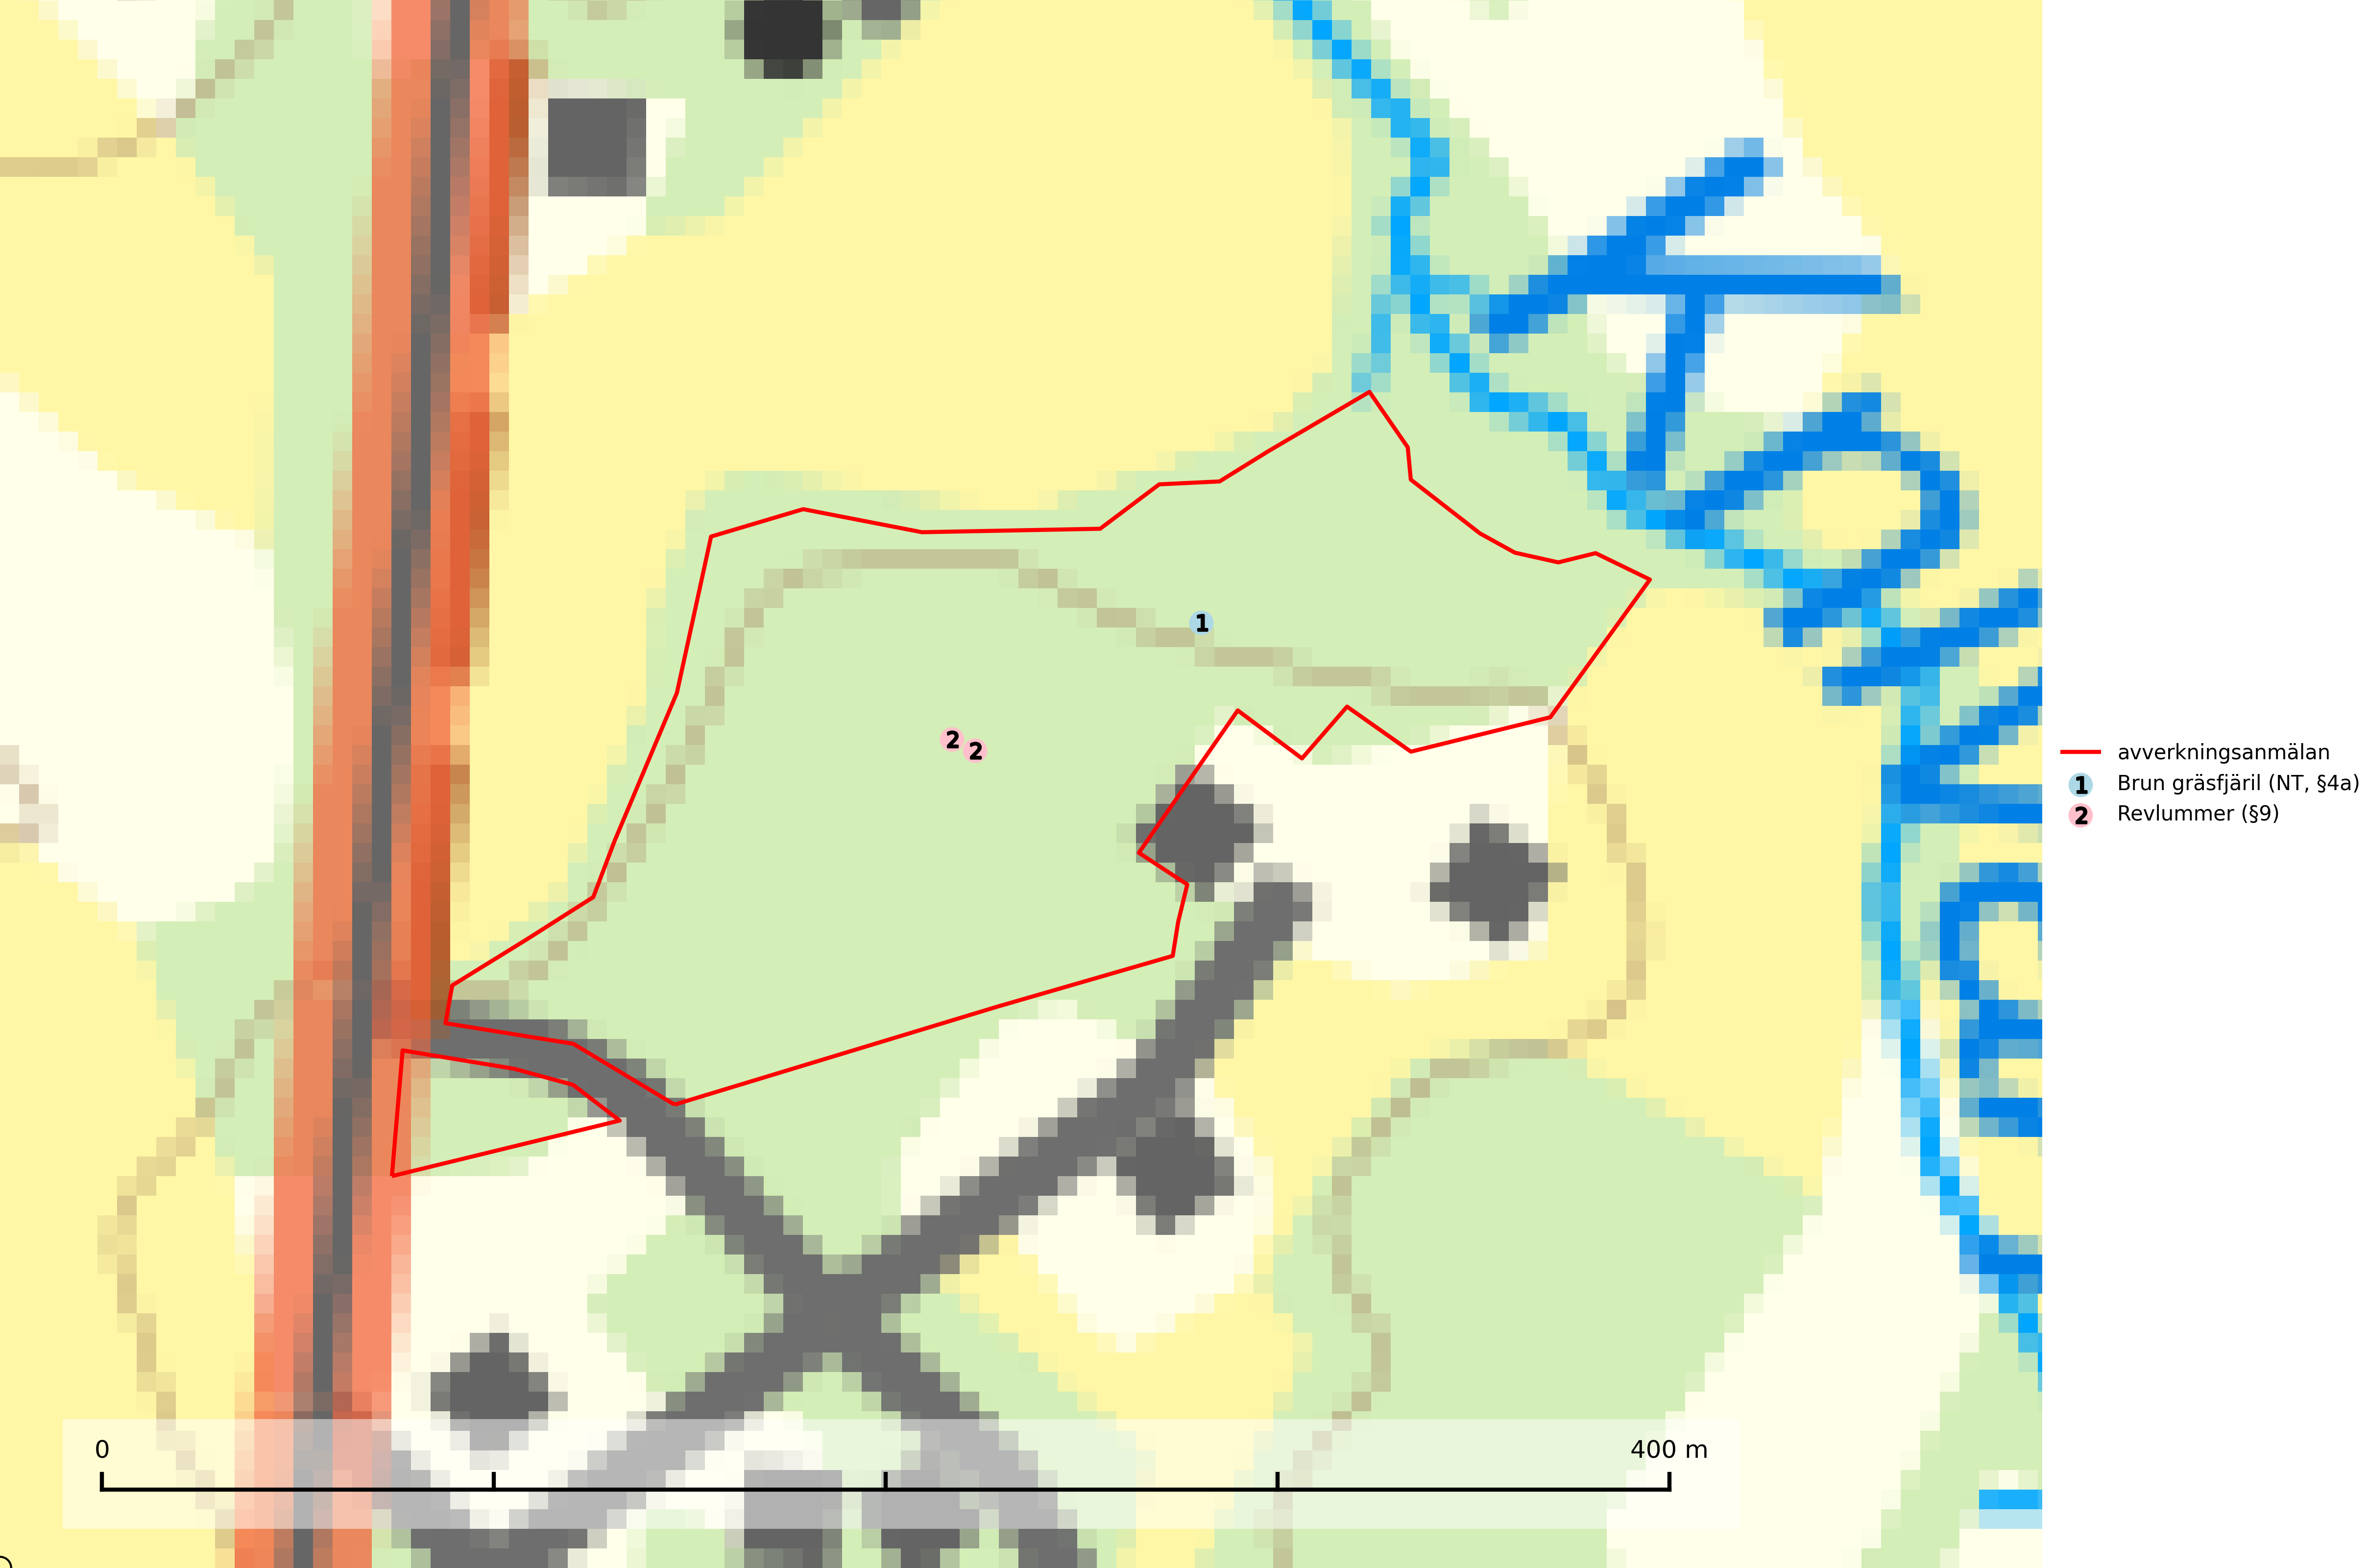 1
2
2
avverkningsanmälan
1 Brun gräsfjäril (NT, §4a)
2 Revlummer (§9)
0 400 m